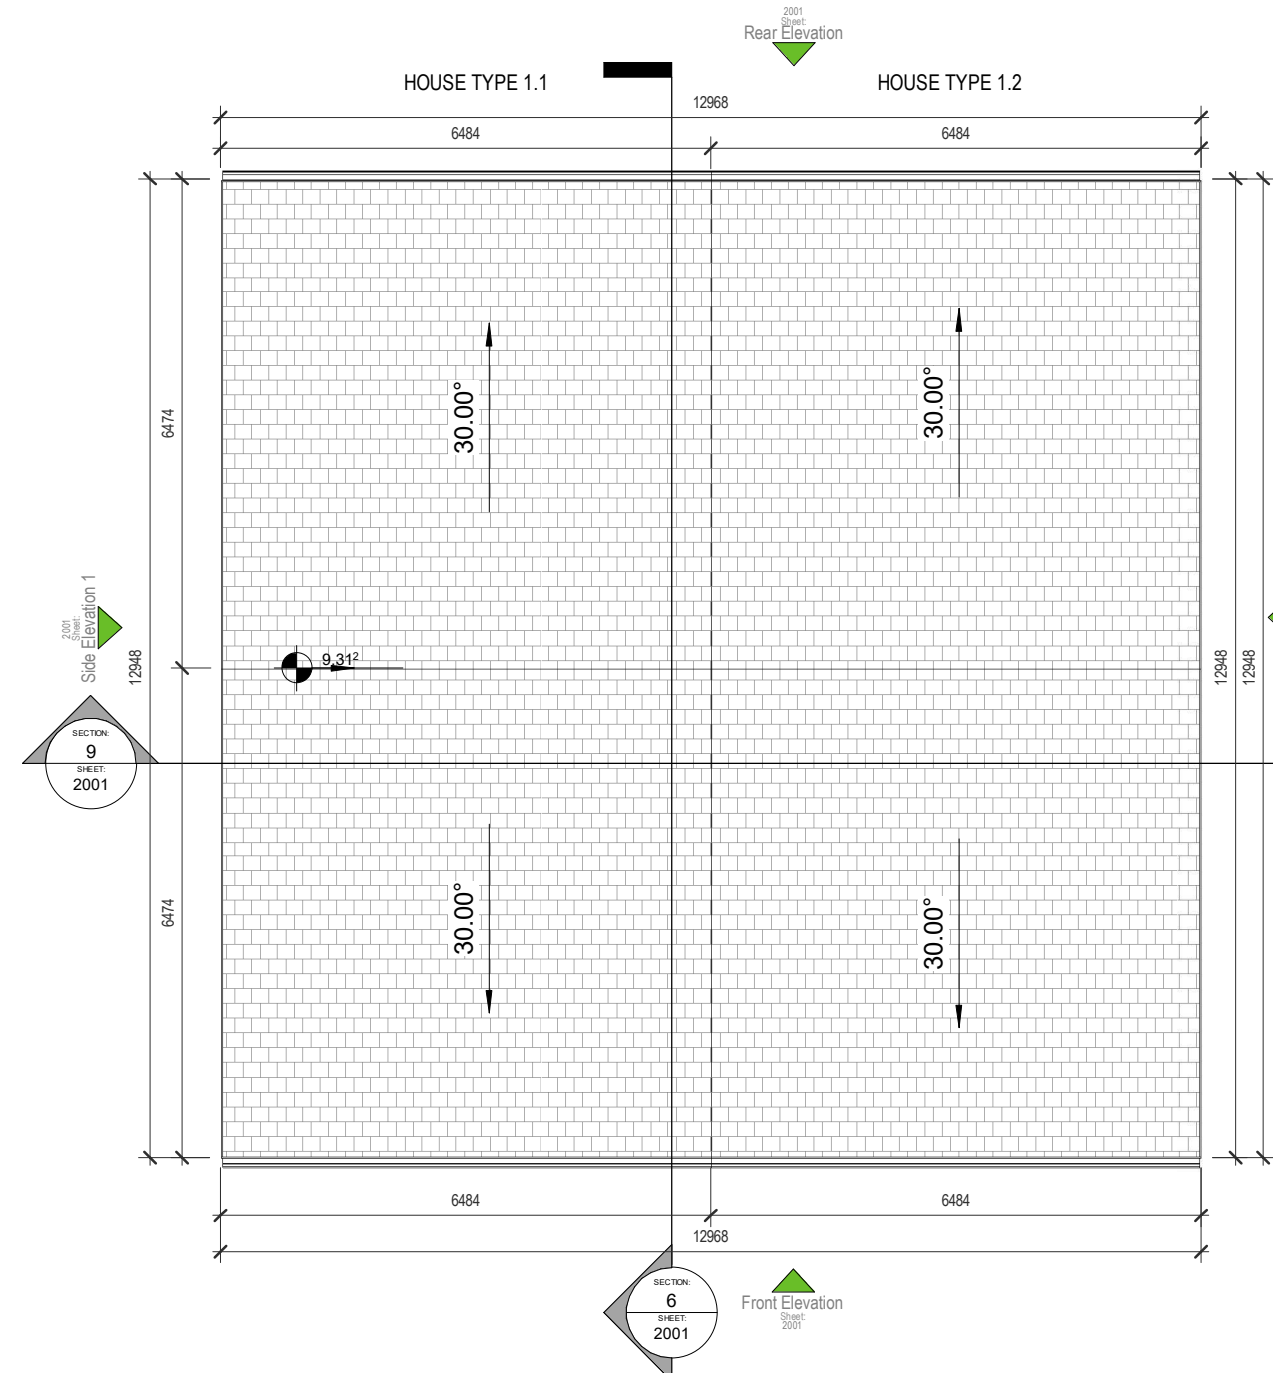 2001
Sheet:
Rear Elevation
HOUSE TYPE 1.1
HOUSE TYPE 1.2
12968
6484
6484
30.00°
30.00°
6474
12948
2001
Sheet:
Side Elevation 1
9.31²
12948
12948
SECTION:
9
SHEET:
2001
30.00°
30.00°
6474
6484
6484
12968
SECTION:
6
SHEET:
2001
Front Elevation
Sheet:
2001